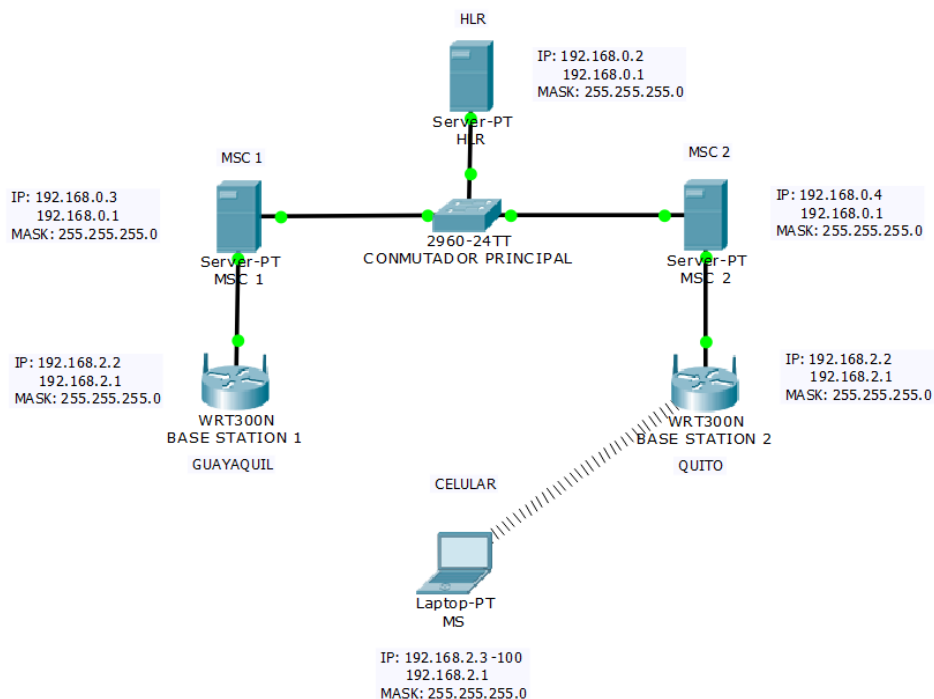 HLR
IP: 192.168.0.2
192.168.0.1
MASK: 255.255.255.0
Server-PT
HLR
MSC 1
MSC 2
IP: 192.168.0.3
192.168.0.1
MASK: 255.255.255.0
IP: 192.168.0.4
192.168.0.1
MASK: 255.255.255.0
2960-24TT
CONMUTADOR PRINCIPAL
Server-PT
MSC 1
Server-PT
MSC 2
IP: 192.168.2.2
192.168.2.1
MASK: 255.255.255.0
IP: 192.168.2.2
192.168.2.1
MASK: 255.255.255.0
WRT300N
BASE STATION 1
WRT300N
BASE STATION 2
GUAYAQUIL
QUITO
CELULAR
Laptop-PT
MS
IP: 192.168.2.3 -100
192.168.2.1
MASK: 255.255.255.0